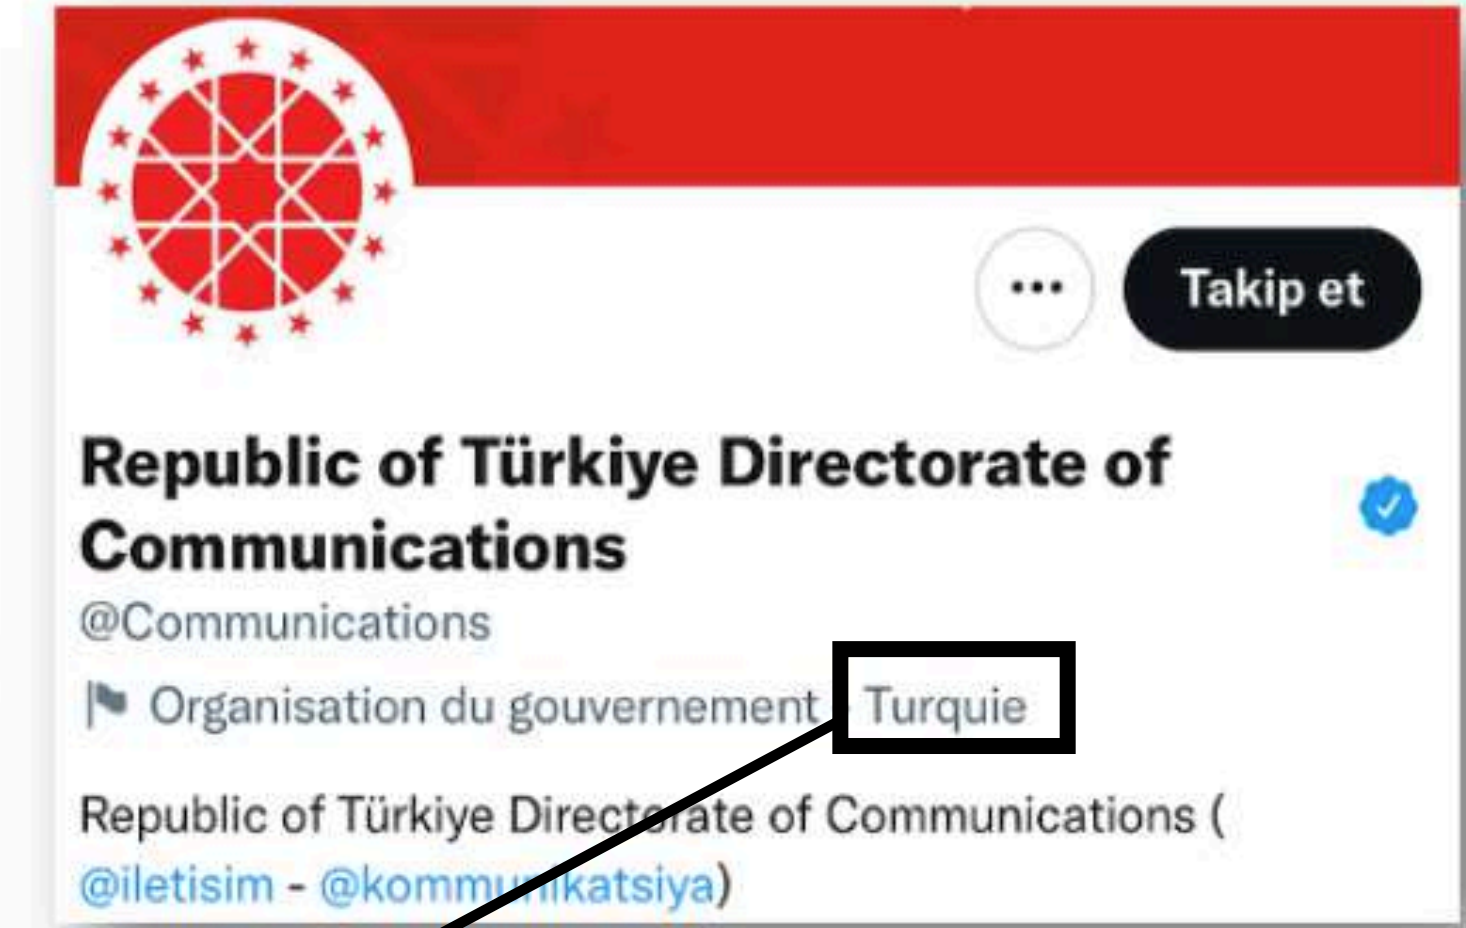 •••
Takip et
Republic of Türkiye Directorate of
Communications
@Communications
Organisation du gouvernement - Turquie
Republic of Türkiye Directorate of Communications (
@iletisim - @kommunikatsiya)